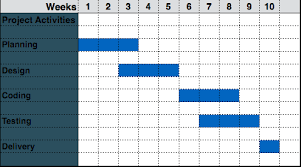 Weeks 1 2 3 4 5 6 7 8 9 10
Project Activities
Planning
Design
Coding
Testing
Delivery